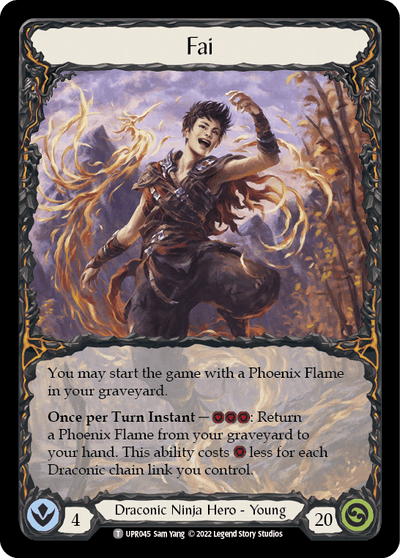 Fai
You may start the game with a Phoenix Flame
in your graveyard.
Once per Turn Instant — : Return
a Phoenix Flame from your graveyard to
your hand. This ability costs less for each
Draconic chain link you control.
4
Draconic Ninja Hero - Young
20
T UPR045 Sam Yang ©2022 Legend Story Studios